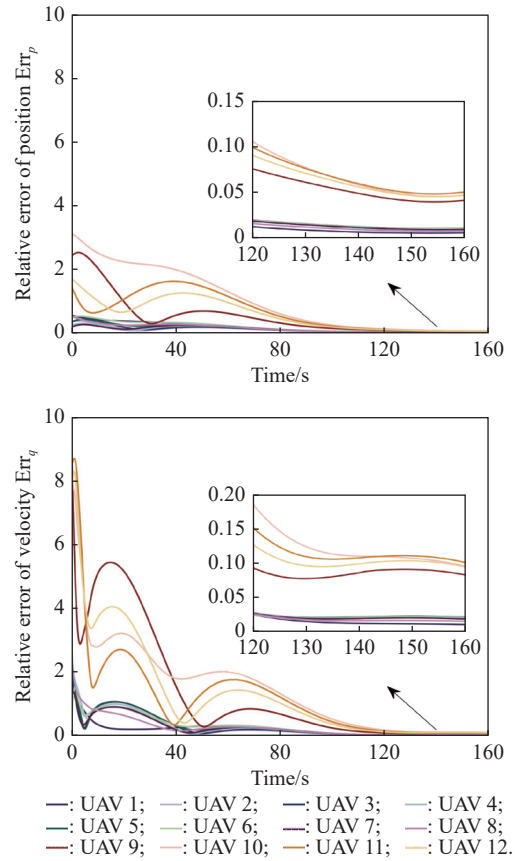 10
8
6
4
2
0
0 40 80 120 160
Relative error of position Err_p
Time/s
0.15
0.10
0.05
0
120 130 140 150 160
10
8
6
4
2
0
0 40 80 120 160
Relative error of velocity Err_q
Time/s
0.20
0.15
0.10
0.05
0
120 130 140 150 160
—: UAV 1; —: UAV 2; —: UAV 3; —: UAV 4;
—: UAV 5; —: UAV 6; —: UAV 7; —: UAV 8;
—: UAV 9; —: UAV 10; —: UAV 11; —: UAV 12.